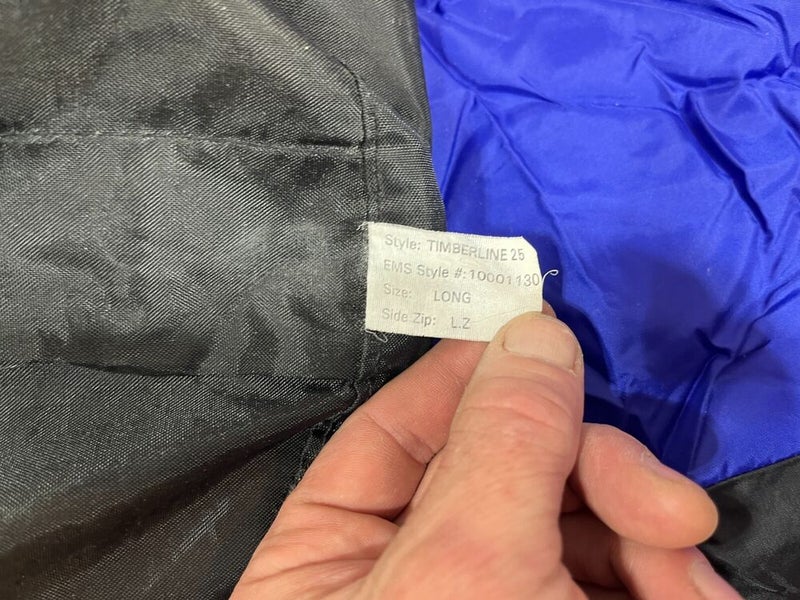 Style: TIMBERLINE 25
EMS Style #:10001130
Size: LONG
Side Zip: L.Z